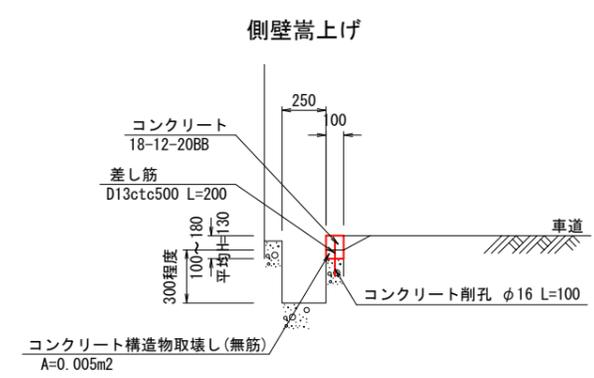 側壁嵩上げ
250
100
コンクリート
18-12-20BB
差し筋
D13ctc500 L=200
車道
100～180
平均H=130
300程度
コンクリート削孔 φ16 L=100
コンクリート構造物取壊し(無筋)
A=0.005m2